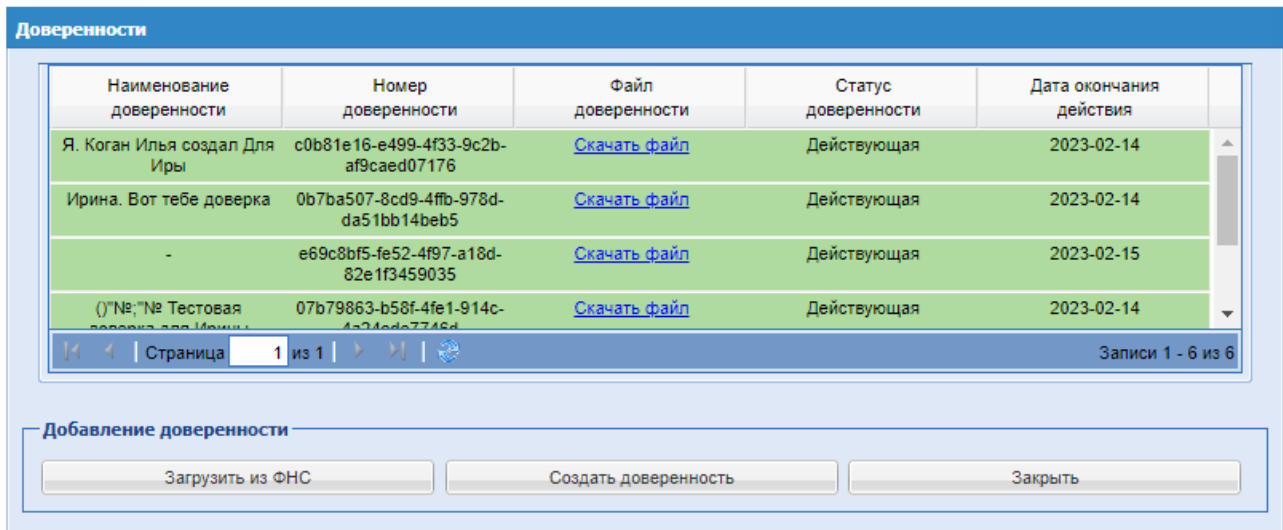 Доверенности
Наименование доверенности
Номер доверенности
Файл доверенности
Статус доверенности
Дата окончания действия
Я. Коган Илья создал Для Иры
c0b81e16-e499-4f33-9c2b-af9caed07176
Скачать файл
Действующая
2023-02-14
Ирина. Вот тебе доверка
0b7ba507-8cd9-4ffb-978d-da51bb14beb5
Скачать файл
Действующая
2023-02-14
-
e69c8bf5-fe52-4f97-a18d-82e1f3459035
Скачать файл
Действующая
2023-02-15
()"№;"№ Тестовая
доверка для Ирины
07b79863-b58f-4fe1-914c-
Скачать файл
Действующая
2023-02-14
Страница 1 из 1
Записи 1 - 6 из 6
Добавление доверенности
Загрузить из ФНС
Создать доверенность
Закрыть